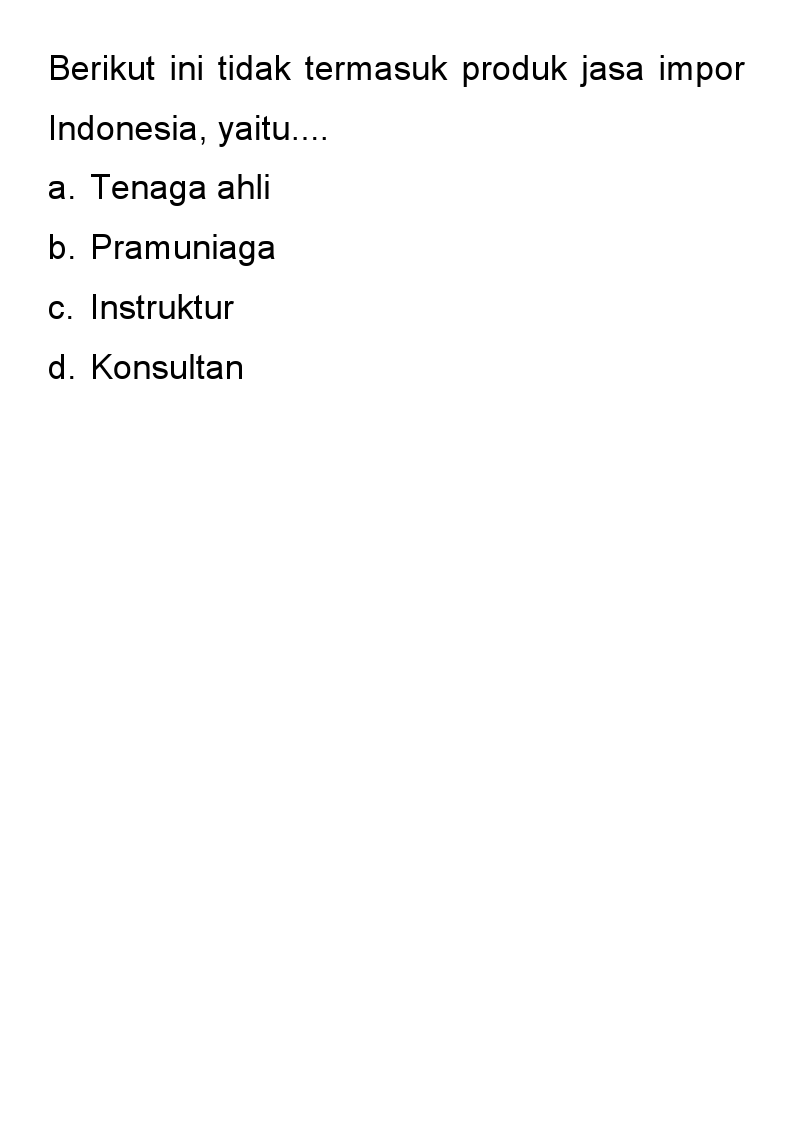 Berikut ini tidak termasuk produk jasa impor
Indonesia, yaitu....
a. Tenaga ahli
b. Pramuniaga
c. Instruktur
d. Konsultan